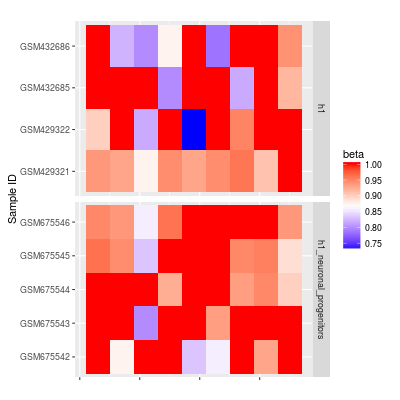 GSM432686
GSM432685
GSM429322
GSM429321
h1
GSM675546
GSM675545
GSM675544
GSM675543
GSM675542
h1_neuronal_progenitors
Sample ID
beta
1.00
0.95
0.90
0.85
0.80
0.75